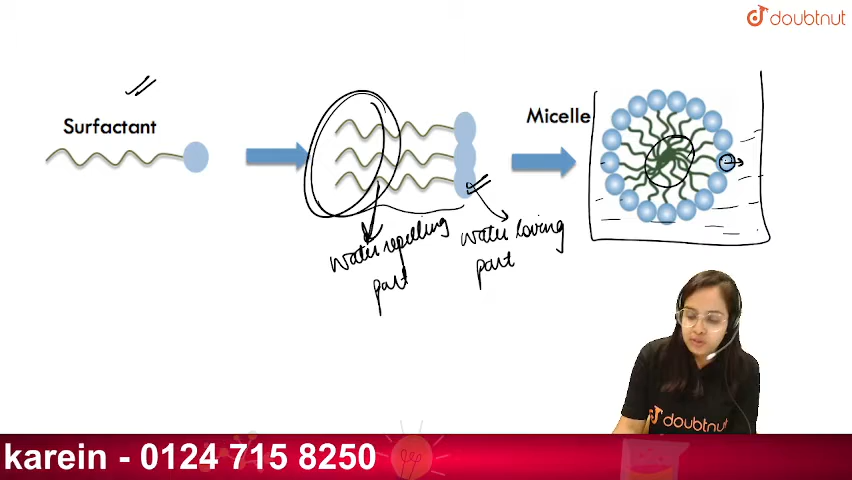 doubtnut
Surfactant
Micelle
water repelling
part
water loving
part
doubtnut
karein - 0124 715 8250